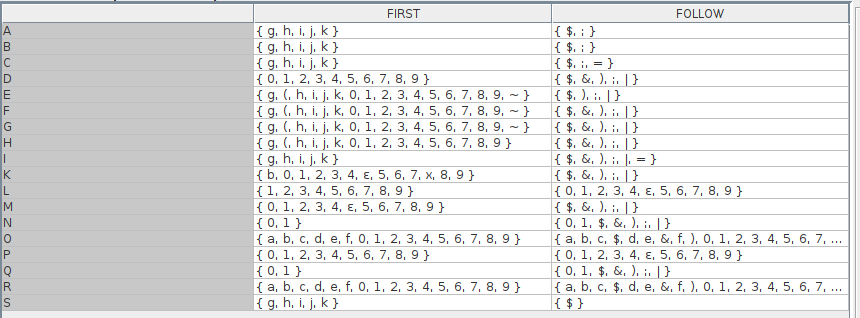 FIRST FOLLOW
A { g, h, i, j, k } { $, ; }
B { g, h, i, j, k } { $, ; }
C { g, h, i, j, k } { $, ;, = }
D { 0, 1, 2, 3, 4, 5, 6, 7, 8, 9 } { $, &, ), ;, | }
E { g, (, h, i, j, k, 0, 1, 2, 3, 4, 5, 6, 7, 8, 9, ~ } { $, ), ;, | }
F { g, (, h, i, j, k, 0, 1, 2, 3, 4, 5, 6, 7, 8, 9, ~ } { $, &, ), ;, | }
G { g, (, h, i, j, k, 0, 1, 2, 3, 4, 5, 6, 7, 8, 9, ~ } { $, &, ), ;, | }
H { g, (, h, i, j, k, 0, 1, 2, 3, 4, 5, 6, 7, 8, 9 } { $, &, ), ;, | }
I { g, h, i, j, k } { $, &, ), ;, |, = }
K { b, 0, 1, 2, 3, 4, ε, 5, 6, 7, x, 8, 9 } { $, &, ), ;, | }
L { 1, 2, 3, 4, 5, 6, 7, 8, 9 } { 0, 1, 2, 3, 4, ε, 5, 6, 7, 8, 9 }
M { 0, 1, 2, 3, 4, ε, 5, 6, 7, 8, 9 } { $, &, ), ;, | }
N { 0, 1 } { 0, 1, $, &, ), ;, | }
O { a, b, c, d, e, f, 0, 1, 2, 3, 4, 5, 6, 7, 8, 9 } { a, b, c, $, d, e, &, f, ), 0, 1, 2, 3, 4, 5, 6, 7, ...
P { 0, 1, 2, 3, 4, 5, 6, 7, 8, 9 } { 0, 1, 2, 3, 4, ε, 5, 6, 7, 8, 9 }
Q { 0, 1 } { 0, 1, $, &, ), ;, | }
R { a, b, c, d, e, f, 0, 1, 2, 3, 4, 5, 6, 7, 8, 9 } { a, b, c, $, d, e, &, f, ), 0, 1, 2, 3, 4, 5, 6, 7, ...
S { g, h, i, j, k } { $ }